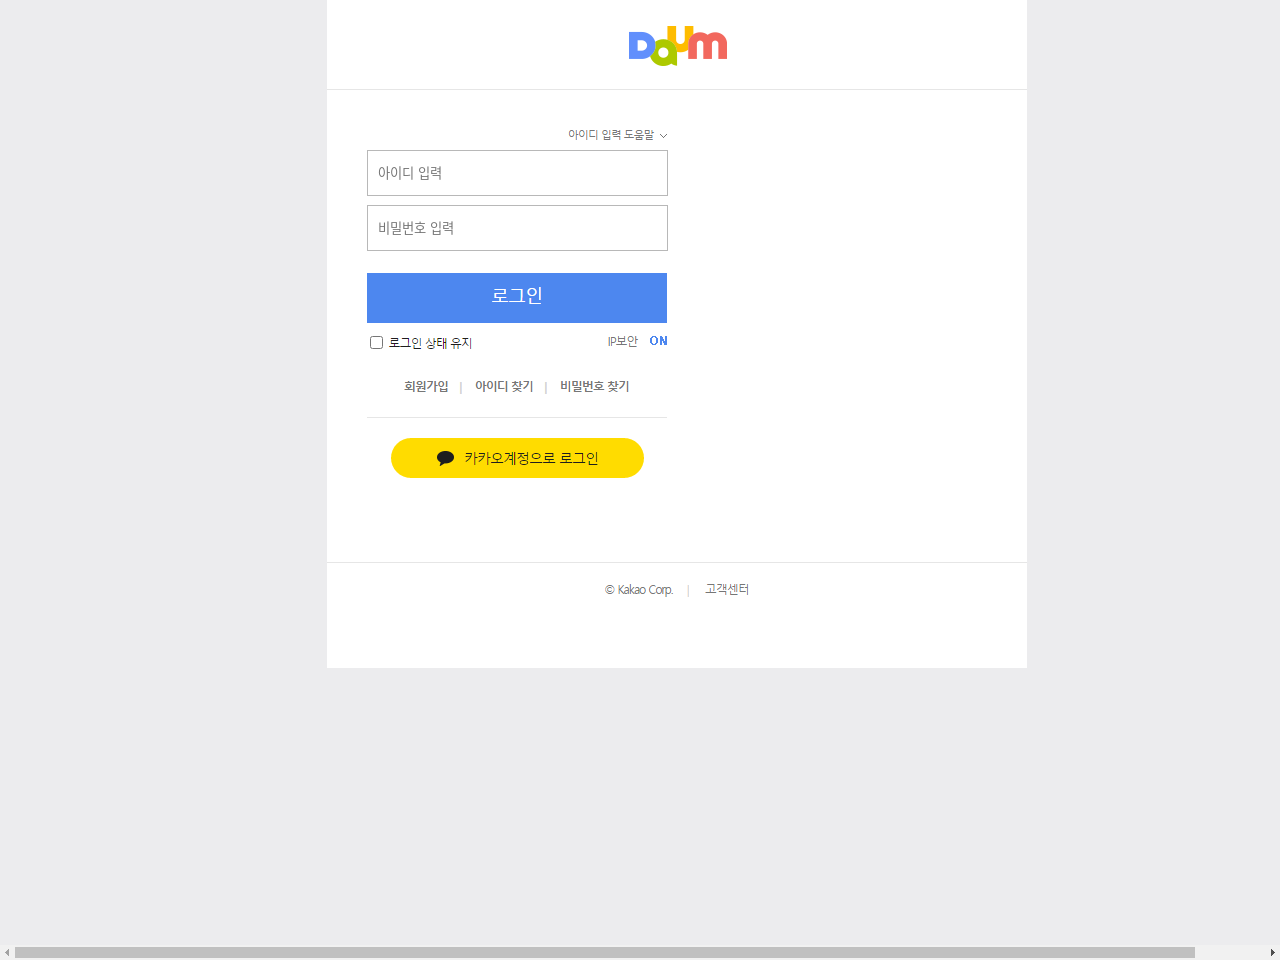 Daum
아이디 입력 도움말
아이디 입력
비밀번호 입력
로그인
로그인 상태 유지 IP보안 ON
회원가입 | 아이디 찾기 | 비밀번호 찾기
카카오계정으로 로그인
© Kakao Corp. | 고객센터